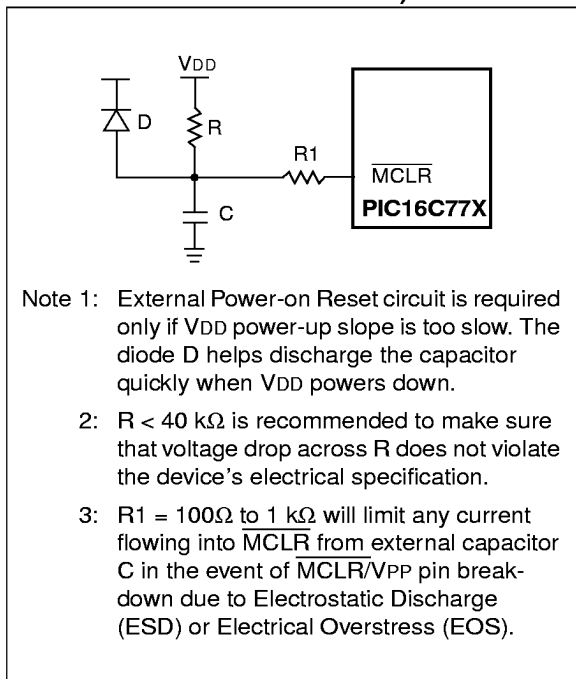 VDD
D
R
R1
MCLR
PIC16C77X
C
Note 1: External Power-on Reset circuit is required
only if VDD power-up slope is too slow. The
diode D helps discharge the capacitor
quickly when VDD powers down.
2: R < 40 kΩ is recommended to make sure
that voltage drop across R does not violate
the device's electrical specification.
3: R1 = 100Ω to 1 kΩ will limit any current
flowing into MCLR from external capacitor
C in the event of MCLR/VPP pin break-
down due to Electrostatic Discharge
(ESD) or Electrical Overstress (EOS).